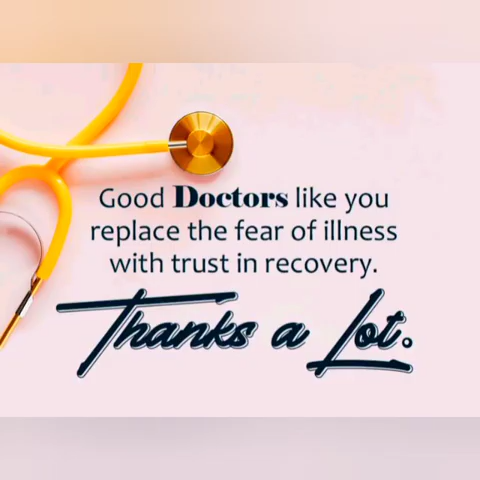 Good Doctors like you
replace the fear of illness
with trust in recovery.
Thanks a Lot.